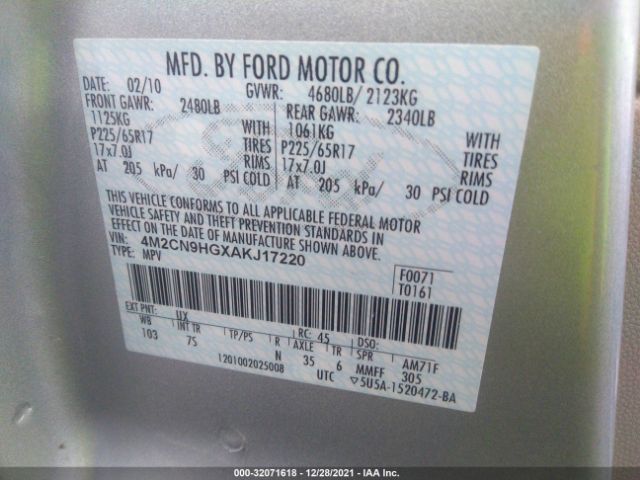 MFD. BY FORD MOTOR CO.
DATE: 02/10 GVWR: 4680LB/ 2123KG
FRONT GAWR: 2480LB REAR GAWR: 2340LB
1125KG WITH 1061KG WITH
P225/65R17 TIRES P225/65R17 TIRES
17x7.0J RIMS 17x7.0J RIMS
AT 205 kPa/ 30 PSI COLD AT 205 kPa/ 30 PSI COLD
THIS VEHICLE CONFORMS TO ALL APPLICABLE FEDERAL MOTOR
VEHICLE SAFETY AND THEFT PREVENTION STANDARDS IN
EFFECT ON THE DATE OF MANUFACTURE SHOWN ABOVE.
VIN: 4M2CN9HGXAKJ17220
TYPE: MPV
F0071
T0161
EXT PNT: UX RC: 45 DSO:
WB INT TR TP/PS R AXLE TR SPR AM71F
103 75 N 35 6 MMFF 305
1201002025008 UTC ▽5U5A-1520472-BA
000-32071618 - 12/28/2021 - IAA Inc.